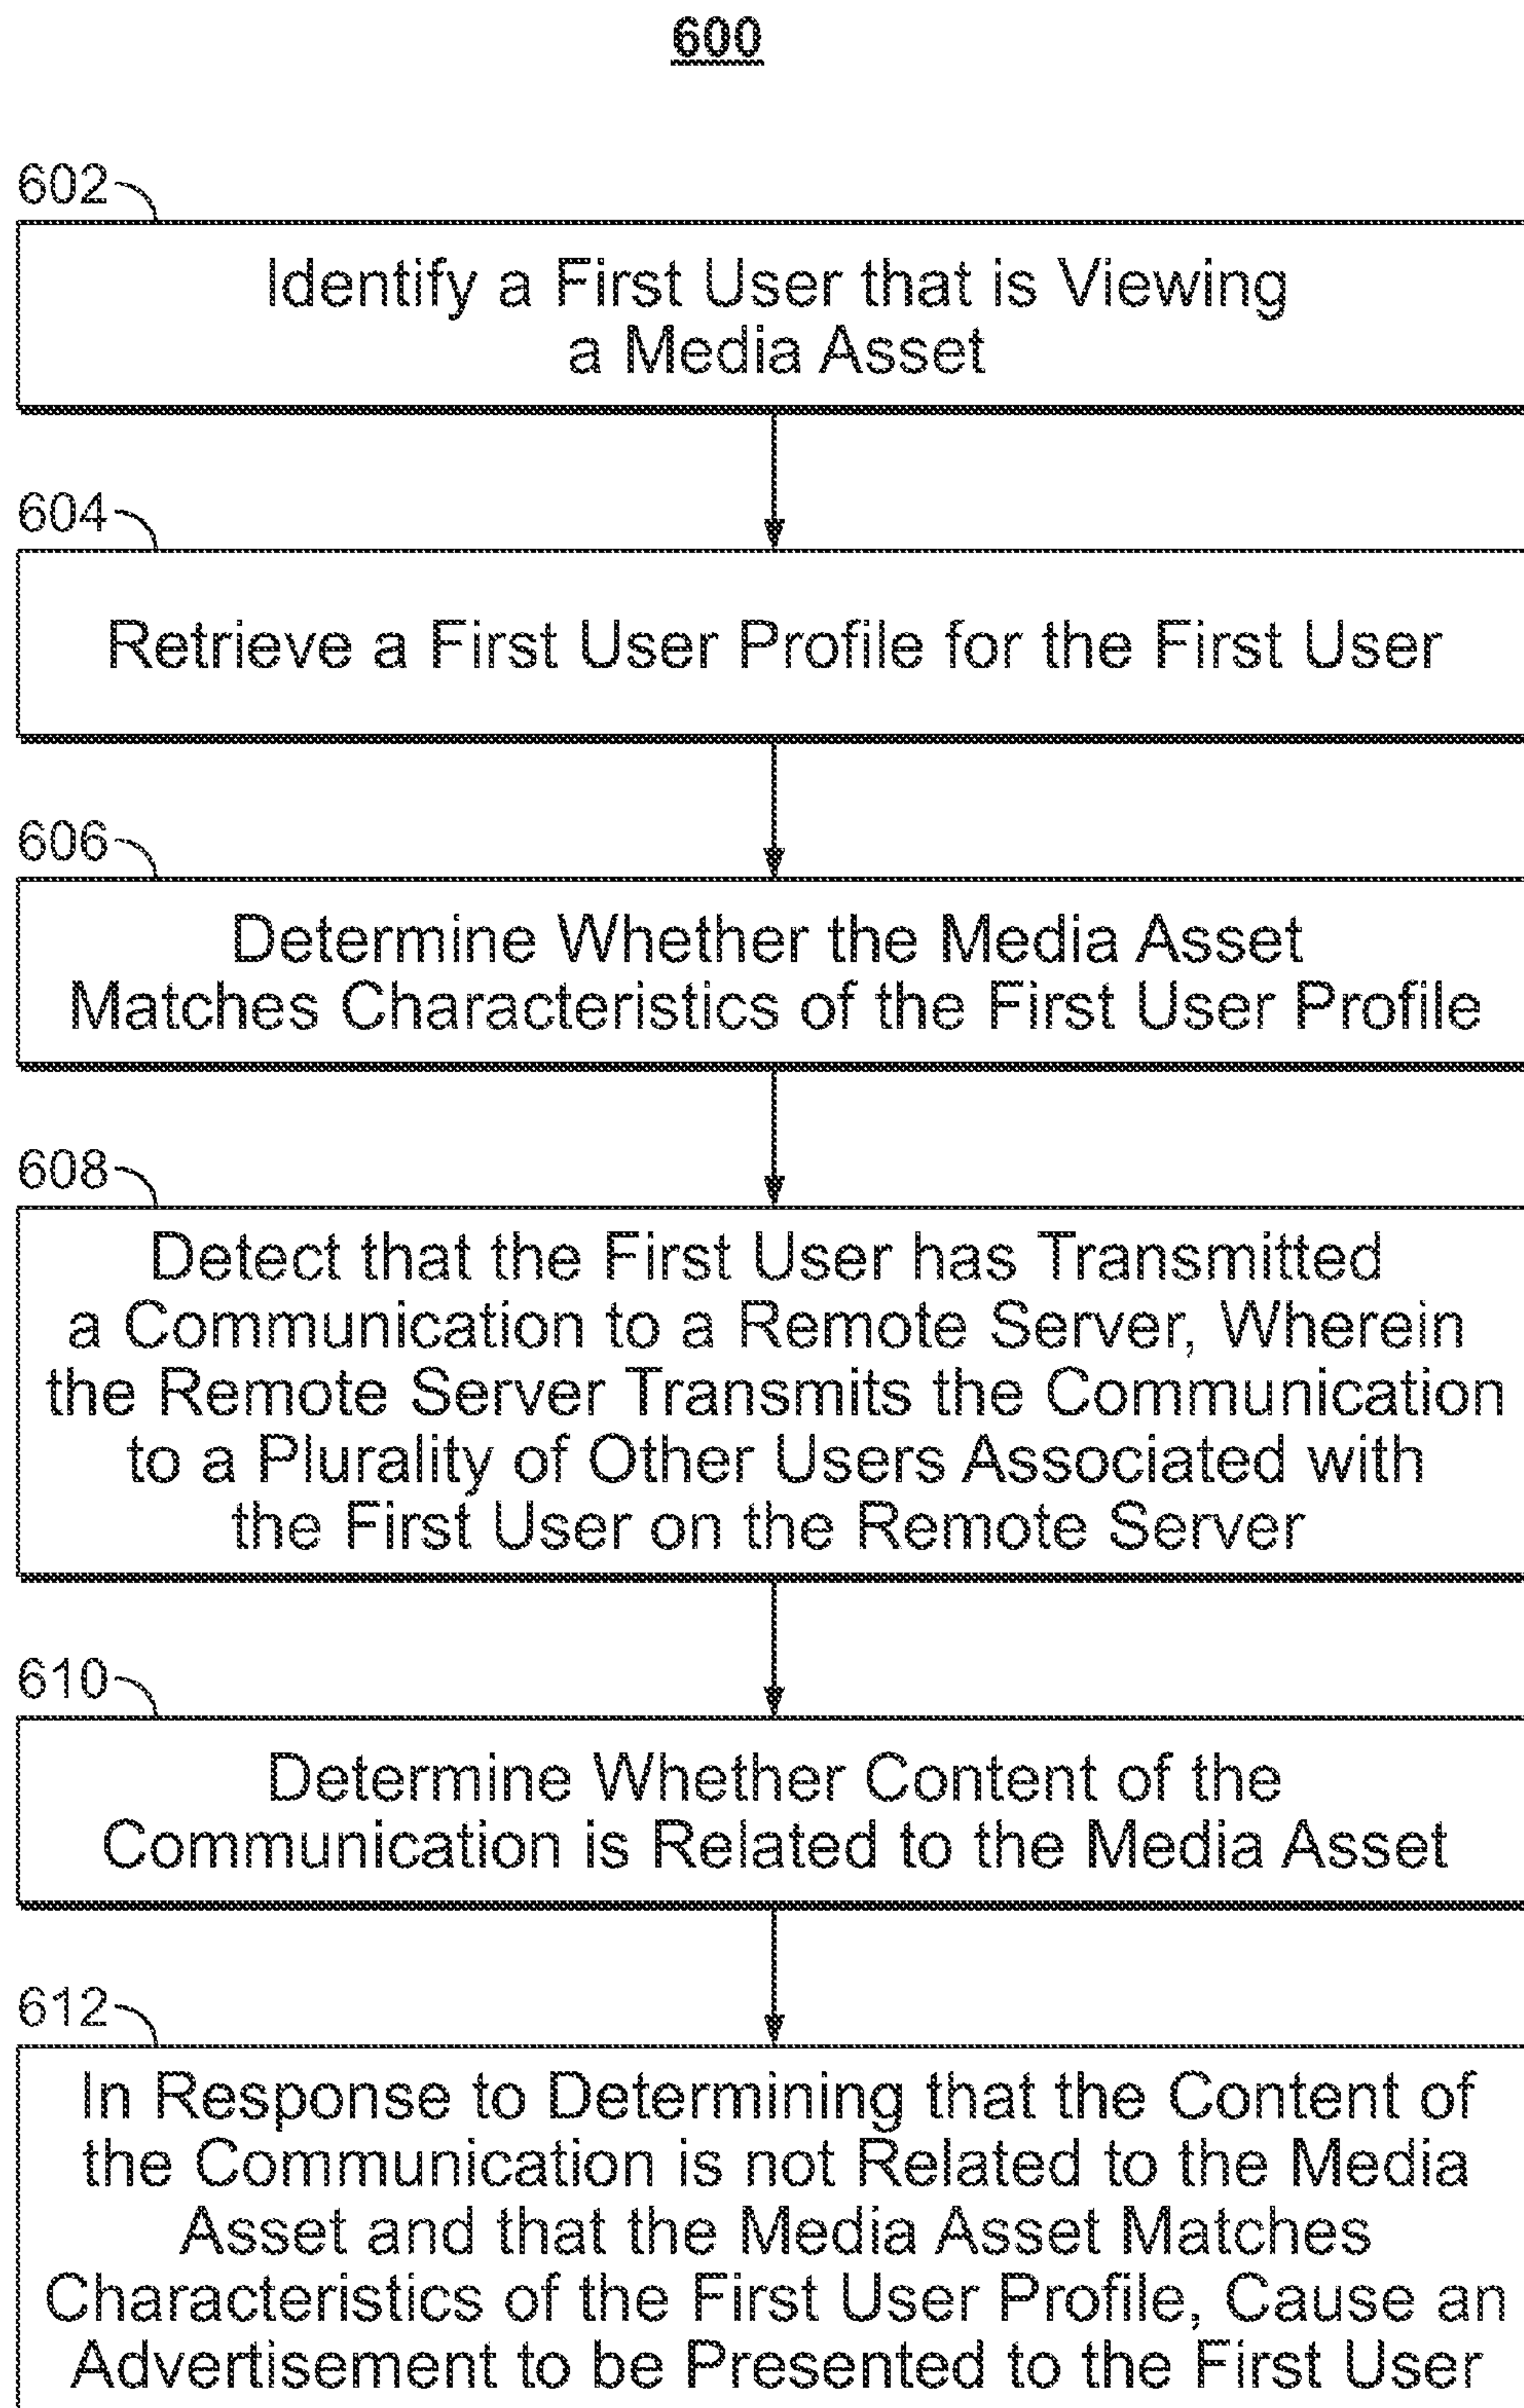 600
602
Identify a First User that is Viewing
a Media Asset
604
Retrieve a First User Profile for the First User
606
Determine Whether the Media Asset
Matches Characteristics of the First User Profile
608
Detect that the First User has Transmitted
a Communication to a Remote Server, Wherein
the Remote Server Transmits the Communication
to a Plurality of Other Users Associated with
the First User on the Remote Server
610
Determine Whether Content of the
Communication is Related to the Media Asset
612
In Response to Determining that the Content of
the Communication is not Related to the Media
Asset and that the Media Asset Matches
Characteristics of the First User Profile, Cause an
Advertisement to be Presented to the First User